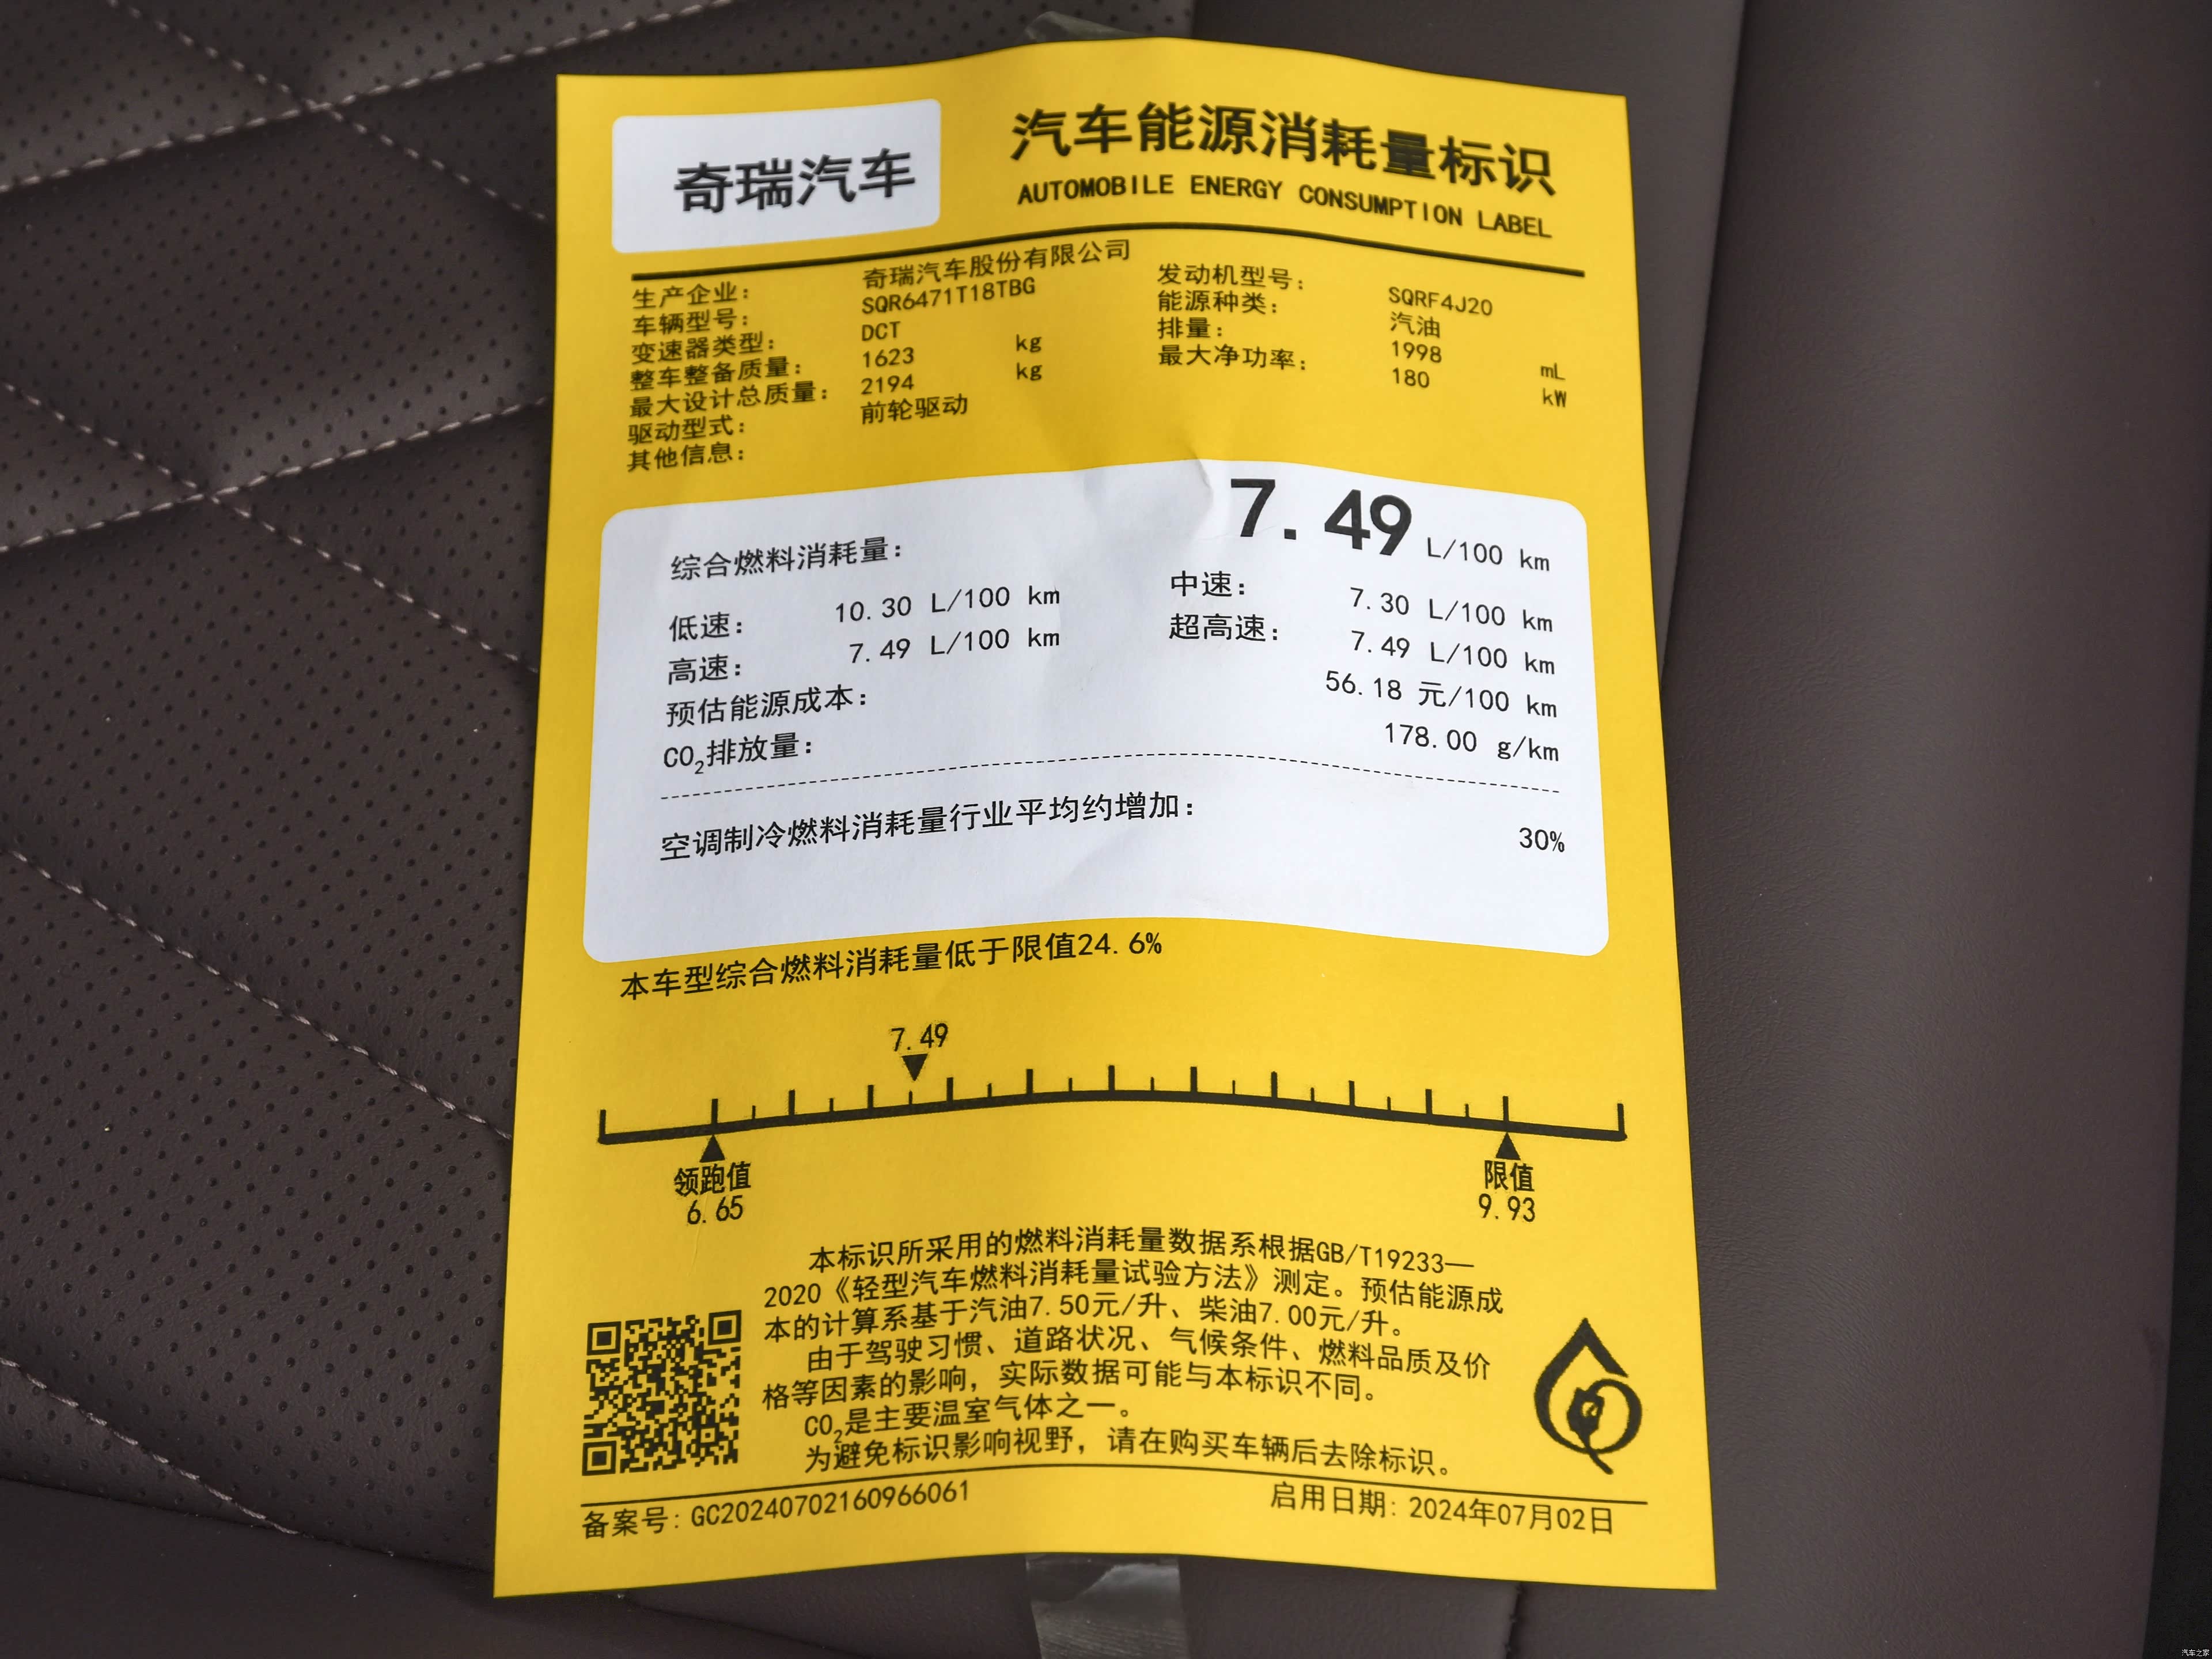 奇瑞汽车
汽车能源消耗量标识
AUTOMOBILE ENERGY CONSUMPTION LABEL
生产企业: 奇瑞汽车股份有限公司
车辆型号: SQR6471T18TBG
变速器类型: DCT
整车整备质量: 1623 kg
最大设计总质量: 2194 kg
驱动型式: 前轮驱动
其他信息:
发动机型号: SQRF4J20
能源种类: 汽油
排量: 1998 mL
最大净功率: 180 kW
综合燃料消耗量: 7.49 L/100 km
低速: 10.30 L/100 km 中速: 7.30 L/100 km
高速: 7.49 L/100 km 超高速: 7.49 L/100 km
预估能源成本: 56.18 元/100 km
CO₂排放量: 178.00 g/km
空调制冷燃料消耗量行业平均约增加: 30%
本车型综合燃料消耗量低于限值24.6%
7.49
领跑值 限值
6.65 9.93
本标识所采用的燃料消耗量数据系根据GB/T19233—
2020《轻型汽车燃料消耗量试验方法》测定。预估能源成
本的计算系基于汽油7.50元/升、柴油7.00元/升。
由于驾驶习惯、道路状况、气候条件、燃料品质及价
格等因素的影响，实际数据可能与本标识不同。
CO₂是主要温室气体之一。
为避免标识影响视野，请在购买车辆后去除标识。
备案号: GC20240702160966061 启用日期: 2024年07月02日
汽车之家